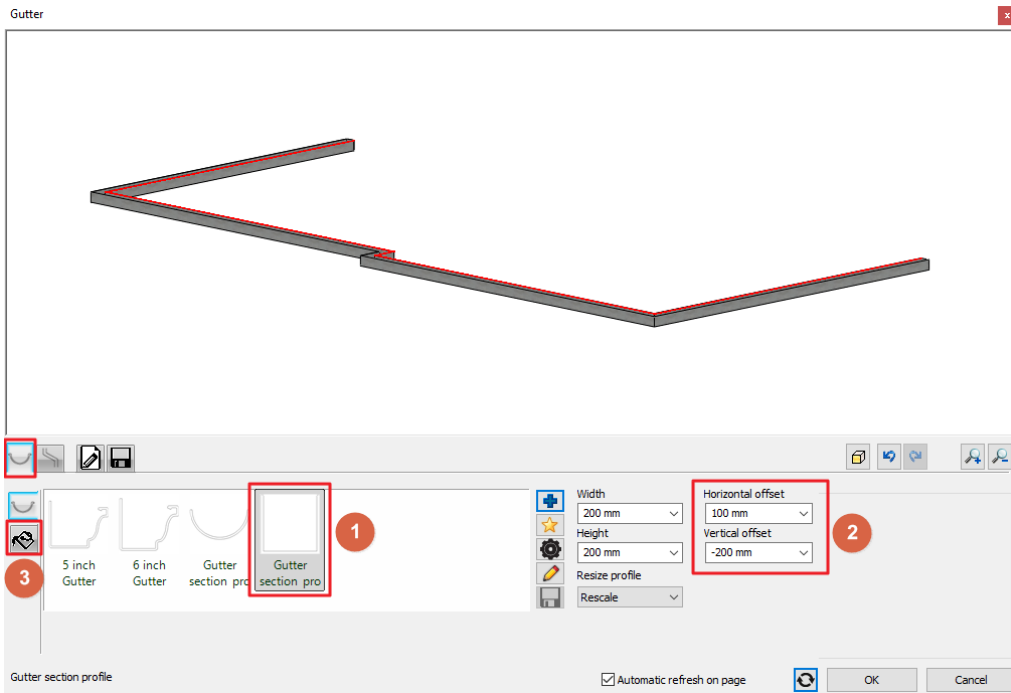 Gutter
x
Width
200 mm
Horizontal offset
100 mm
1
2
Height
200 mm
Vertical offset
-200 mm
3
5 inch
Gutter
6 inch
Gutter
Gutter
section pro
Gutter
section pro
Resize profile
Rescale
Gutter section profile
Automatic refresh on page
OK
Cancel